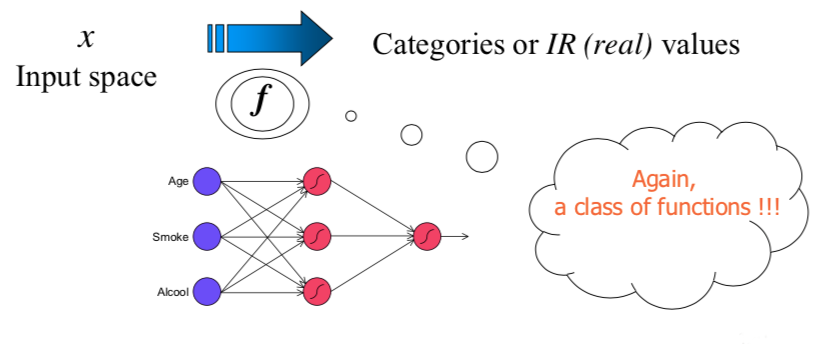 x
Input space
Categories or IR (real) values
f
Age
Smoke
Alcool
Again,
a class of functions !!!